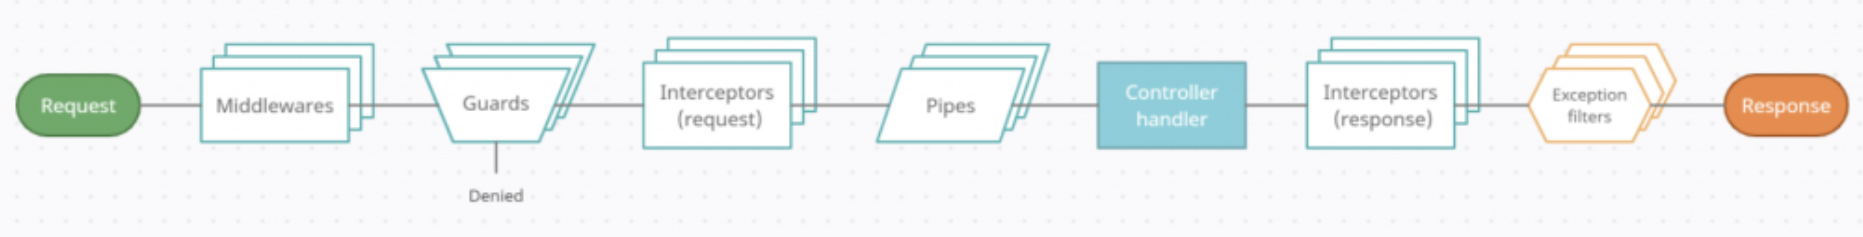 Request
Middlewares
Guards
Denied
Interceptors
(request)
Pipes
Controller
handler
Interceptors
(response)
Exception
filters
Response